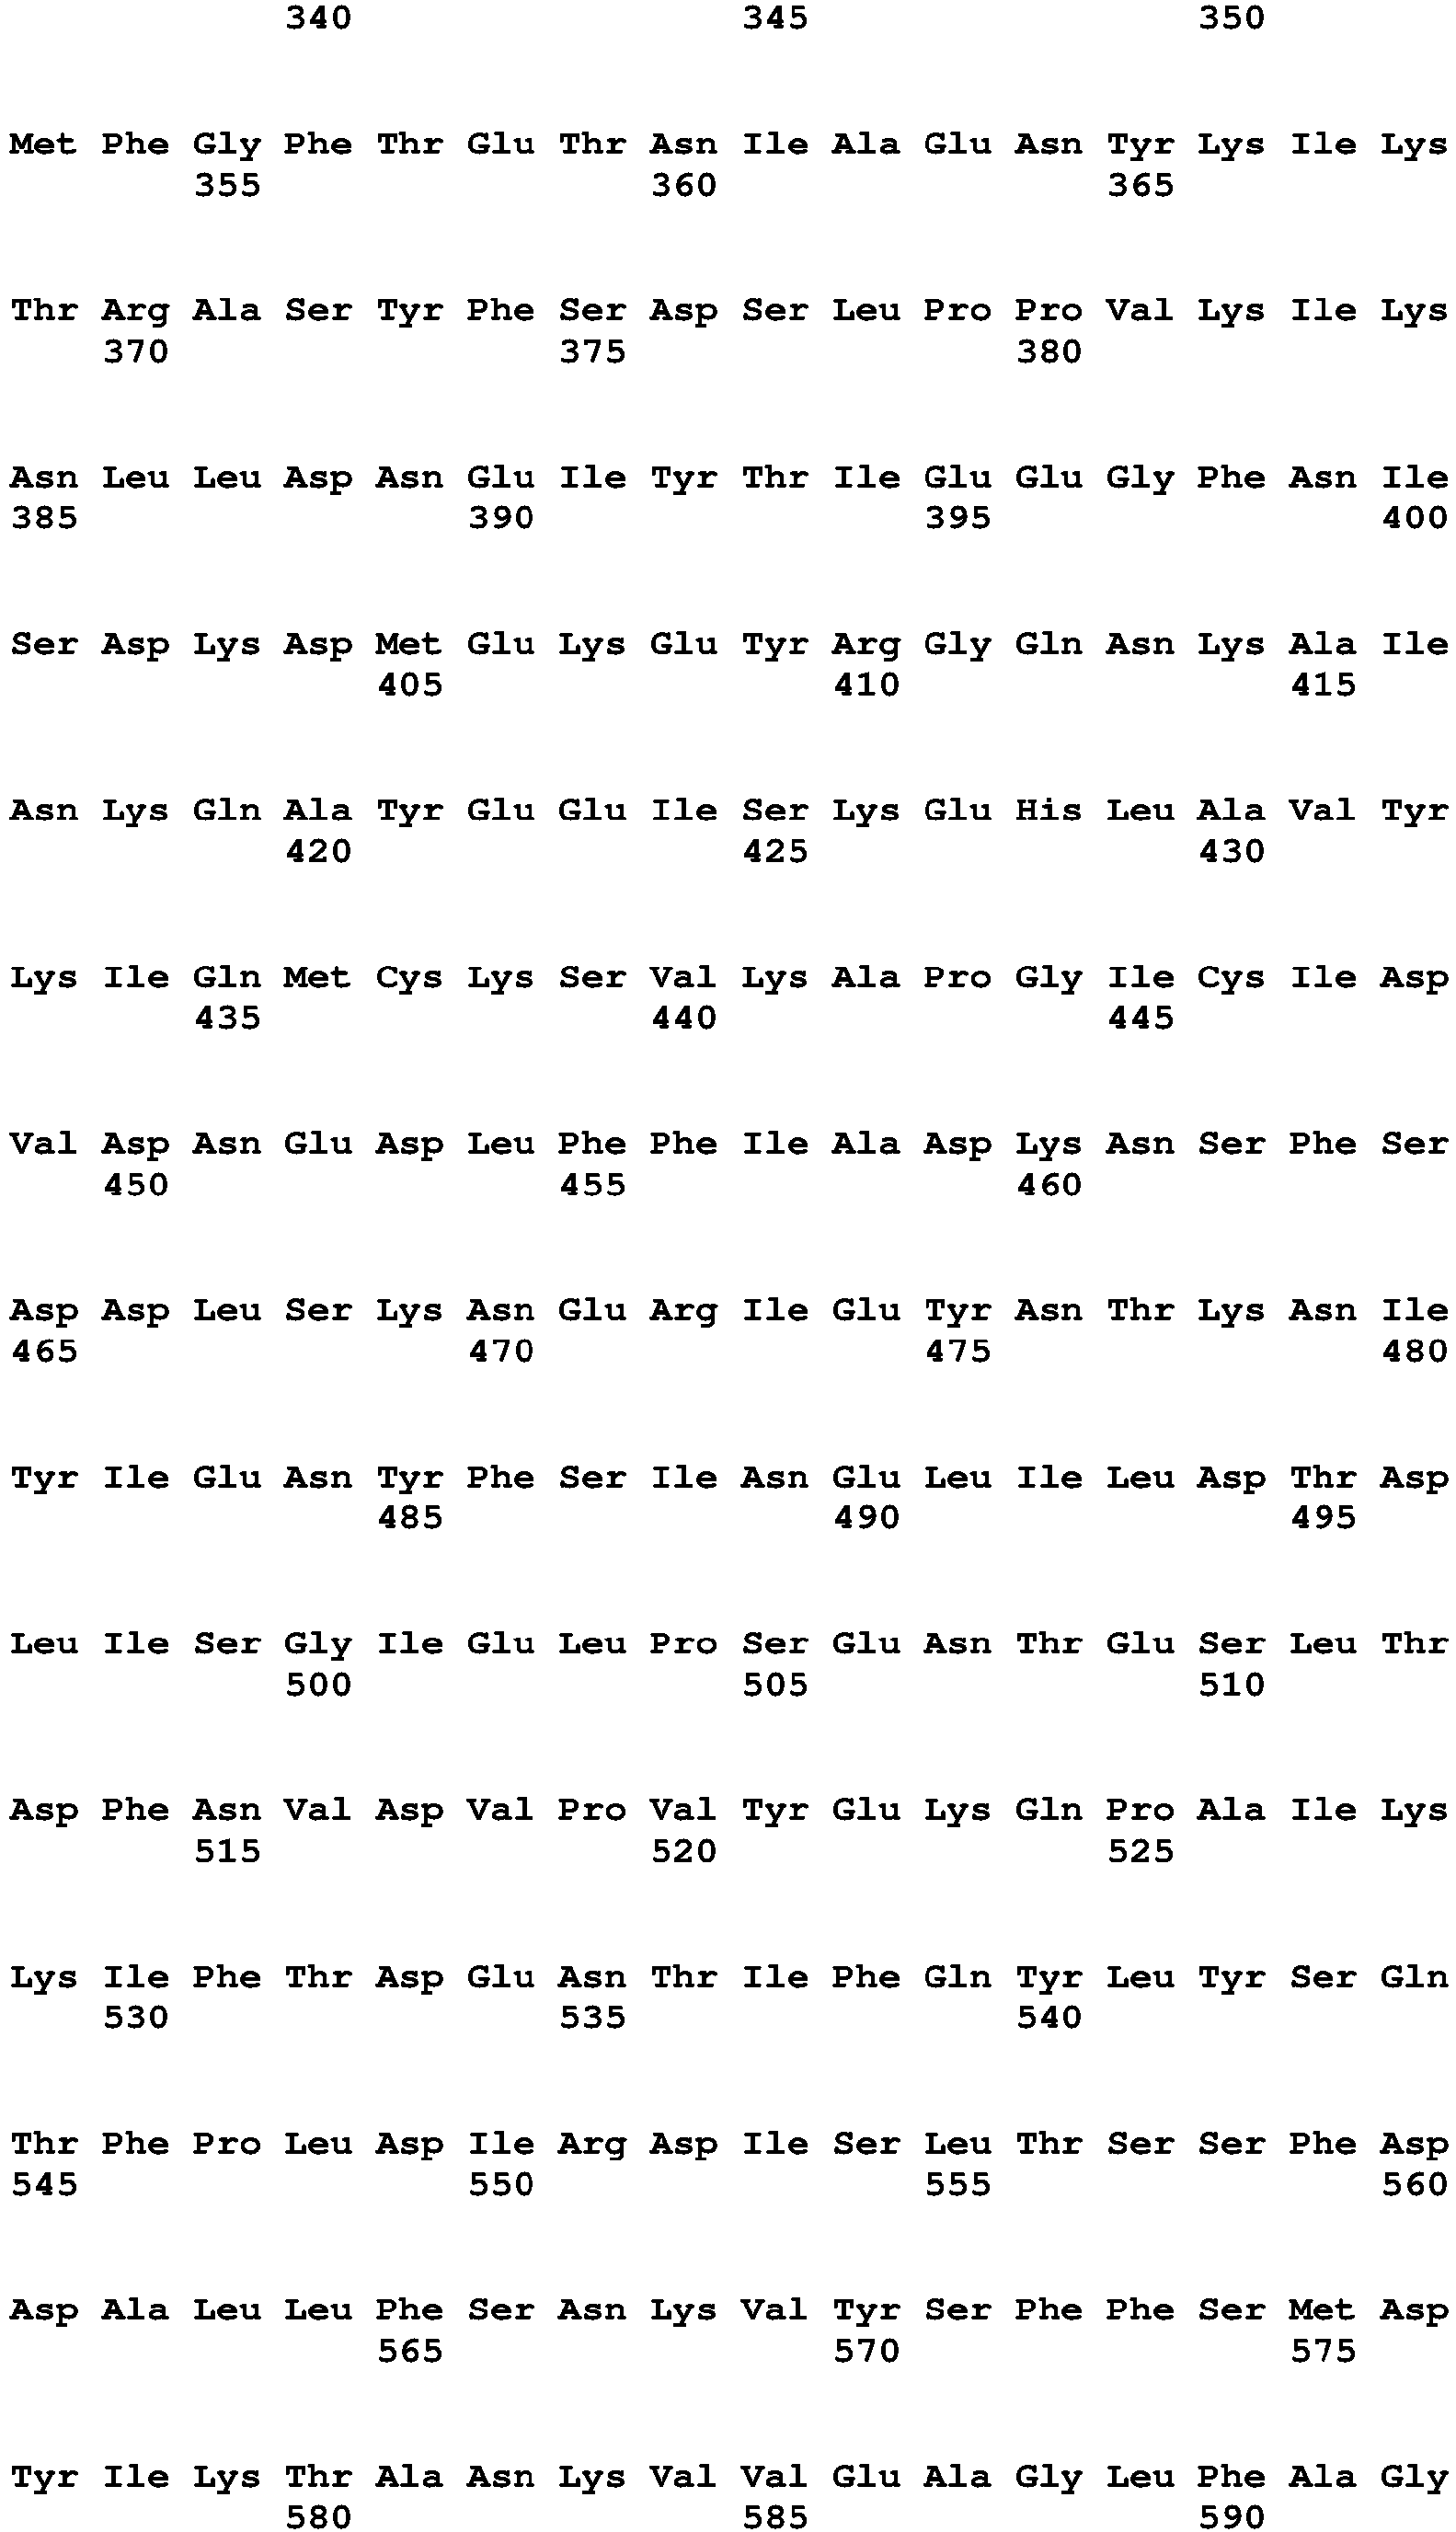 340 345 350
Met Phe Gly Phe Thr Glu Thr Asn Ile Ala Glu Asn Tyr Lys Ile Lys
355 360 365
Thr Arg Ala Ser Tyr Phe Ser Asp Ser Leu Pro Pro Val Lys Ile Lys
370 375 380
Asn Leu Leu Asp Asn Glu Ile Tyr Thr Ile Glu Glu Gly Phe Asn Ile
385 390 395 400
Ser Asp Lys Asp Met Glu Lys Glu Tyr Arg Gly Gln Asn Lys Ala Ile
405 410 415
Asn Lys Gln Ala Tyr Glu Glu Ile Ser Lys Glu His Leu Ala Val Tyr
420 425 430
Lys Ile Gln Met Cys Lys Ser Val Lys Ala Pro Gly Ile Cys Ile Asp
435 440 445
Val Asp Asn Glu Asp Leu Phe Phe Ile Ala Asp Lys Asn Ser Phe Ser
450 455 460
Asp Asp Leu Ser Lys Asn Glu Arg Ile Glu Tyr Asn Thr Lys Asn Ile
465 470 475 480
Tyr Ile Glu Asn Tyr Phe Ser Ile Asn Glu Leu Ile Leu Asp Thr Asp
485 490 495
Leu Ile Ser Gly Ile Glu Leu Pro Ser Glu Asn Thr Glu Ser Leu Thr
500 505 510
Asp Phe Asn Val Asp Val Pro Val Tyr Glu Lys Gln Pro Ala Ile Lys
515 520 525
Lys Ile Phe Thr Asp Glu Asn Thr Ile Phe Gln Tyr Leu Tyr Ser Gln
530 535 540
Thr Phe Pro Leu Asp Ile Arg Asp Ile Ser Leu Thr Ser Ser Phe Asp
545 550 555 560
Asp Ala Leu Leu Phe Ser Asn Lys Val Tyr Ser Phe Phe Ser Met Asp
565 570 575
Tyr Ile Lys Thr Ala Asn Lys Val Val Glu Ala Gly Leu Phe Ala Gly
580 585 590